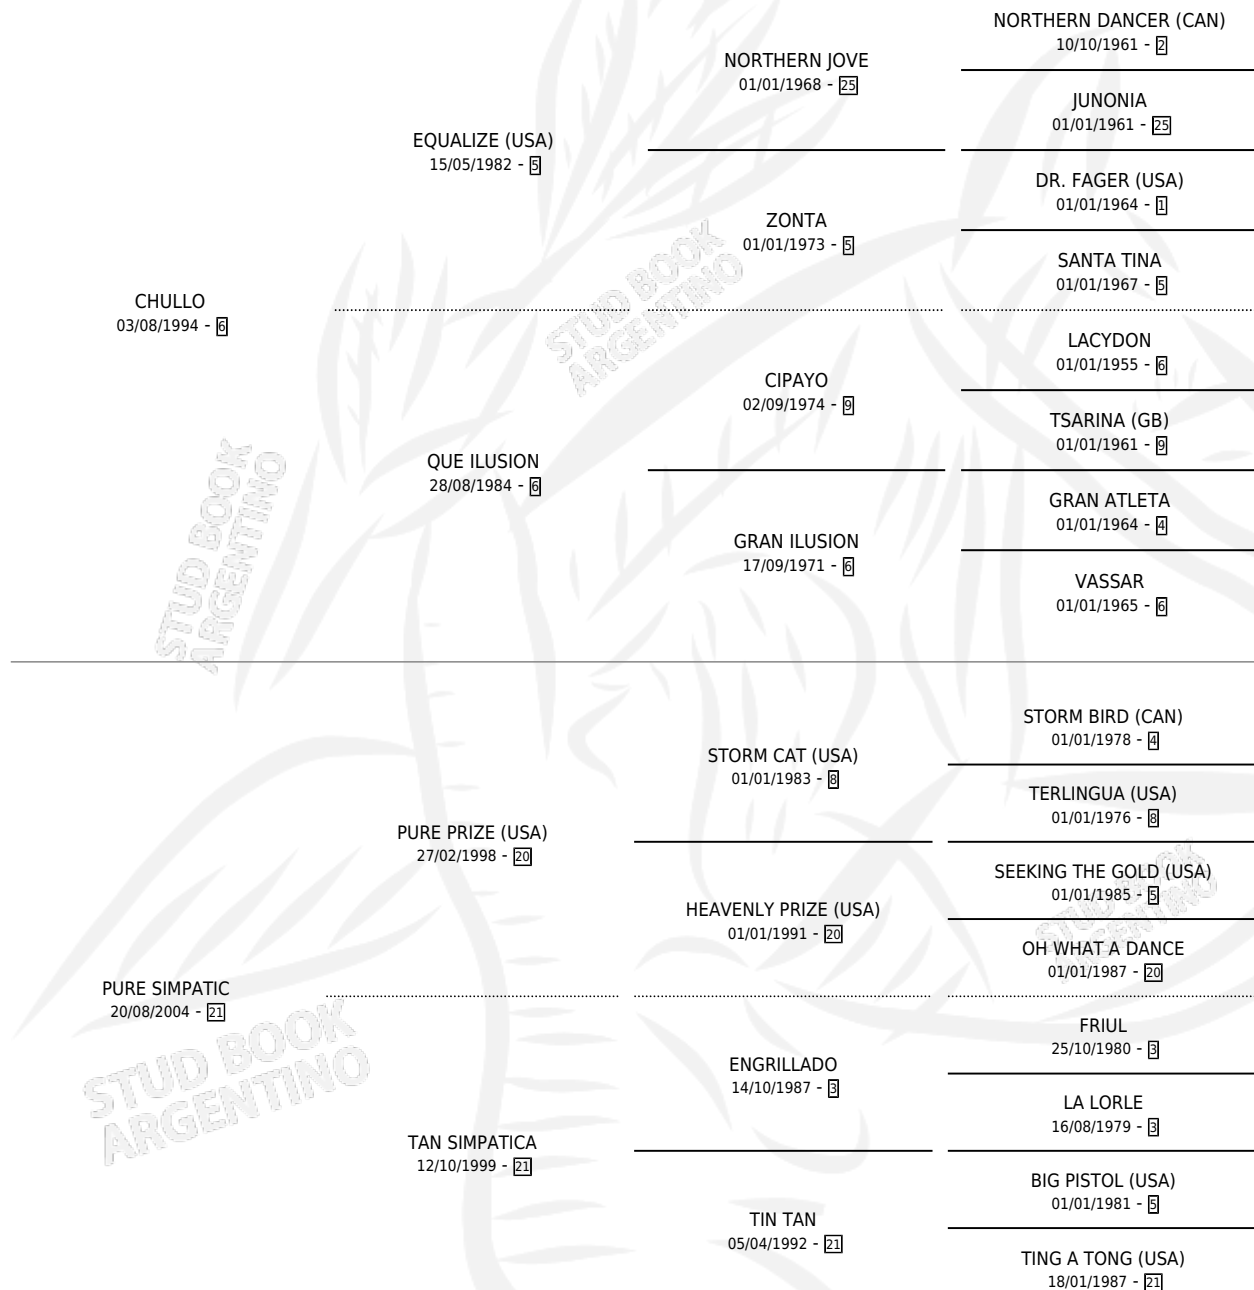 NORTHERN DANCER (CAN)
10/10/1961 - 2
NORTHERN JOVE
01/01/1968 - 25
JUNONIA
01/01/1961 - 25
EQUALIZE (USA)
15/05/1982 - 5
DR. FAGER (USA)
01/01/1964 - 1
ZONTA
01/01/1973 - 5
SANTA TINA
01/01/1967 - 5
CHULLO
03/08/1994 - 6
LACYDON
01/01/1955 - 6
CIPAYO
02/09/1974 - 9
TSARINA (GB)
01/01/1961 - 9
QUE ILUSION
28/08/1984 - 6
GRAN ATLETA
01/01/1964 - 4
GRAN ILUSION
17/09/1971 - 6
VASSAR
01/01/1965 - 6
STORM BIRD (CAN)
01/01/1978 - 4
STORM CAT (USA)
01/01/1983 - 8
TERLINGUA (USA)
01/01/1976 - 8
PURE PRIZE (USA)
27/02/1998 - 20
SEEKING THE GOLD (USA)
01/01/1985 - 5
HEAVENLY PRIZE (USA)
01/01/1991 - 20
OH WHAT A DANCE
01/01/1987 - 20
PURE SIMPATIC
20/08/2004 - 21
FRIUL
25/10/1980 - 3
ENGRILLADO
14/10/1987 - 3
LA LORLE
16/08/1979 - 3
TAN SIMPATICA
12/10/1999 - 21
BIG PISTOL (USA)
01/01/1981 - 5
TIN TAN
05/04/1992 - 21
TING A TONG (USA)
18/01/1987 - 21
STUD BOOK
ARGENTINO
STUD BOOK
ARGENTINO
STUD BOOK
ARGENTINO
STUD BOOK
ARGENTINO